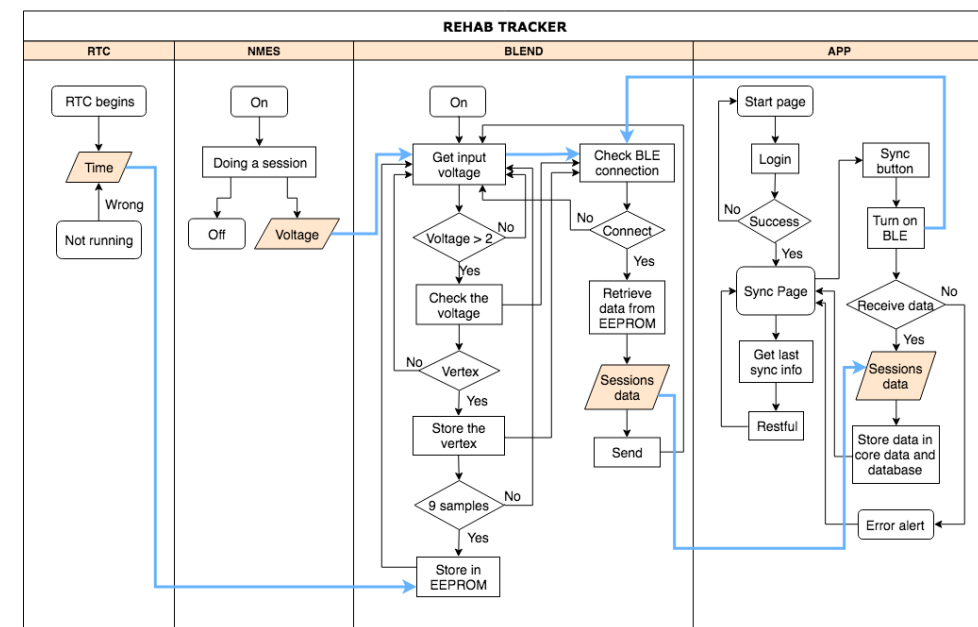 REHAB TRACKER
RTC
NMES
BLEND
APP
RTC begins
Time
Wrong
Not running
On
Doing a session
Off
Voltage
On
Get input
voltage
Voltage > 2
No
Yes
Check the
voltage
No
Vertex
Yes
Store the
vertex
9 samples
No
Yes
Store in
EEPROM
Check BLE
connection
No
Connect
Yes
Retrieve
data from
EEPROM
Sessions
data
Send
Start page
Login
No
Success
Yes
Sync Page
Get last
sync info
Restful
Sync
button
Turn on
BLE
No
Receive data
Yes
Sessions
data
Store data in
core data and
database
Error alert